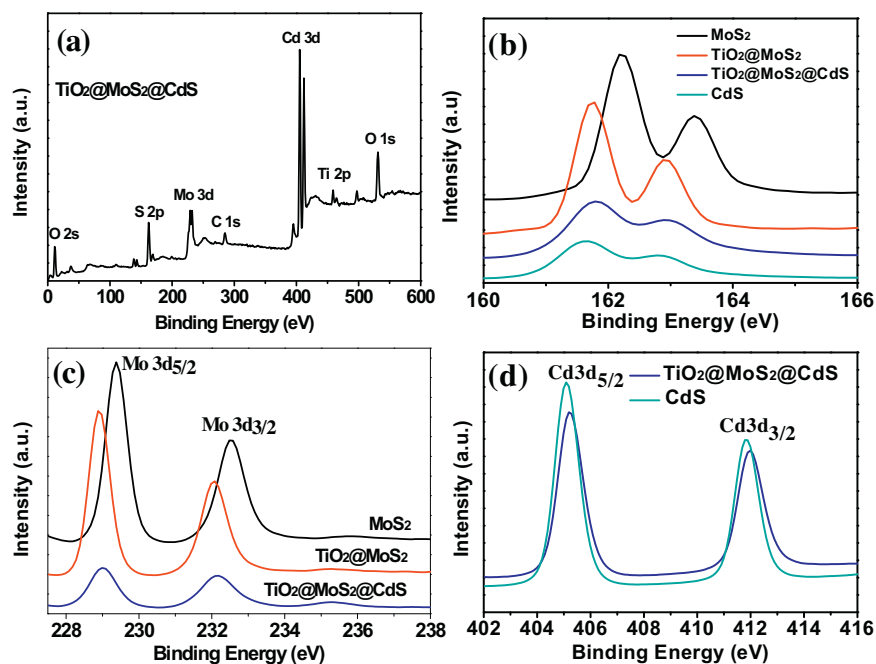 (a)
TiO2@MoS2@CdS
Cd 3d
O 1s
Ti 2p
Mo 3d
S 2p
C 1s
O 2s
Intensity (a.u.)
0 100 200 300 400 500 600
Binding Energy (eV)
(b)
MoS2
TiO2@MoS2
TiO2@MoS2@CdS
CdS
Intensity (a.u)
160 162 164 166
Binding Energy (eV)
(c)
Mo 3d5/2
Mo 3d3/2
MoS2
TiO2@MoS2
TiO2@MoS2@CdS
Intensity (a.u.)
228 230 232 234 236 238
Binding Energy (eV)
(d)
Cd3d5/2
TiO2@MoS2@CdS
CdS
Cd3d3/2
Intensity (a.u.)
402 404 406 408 410 412 414 416
Binding Energy (eV)